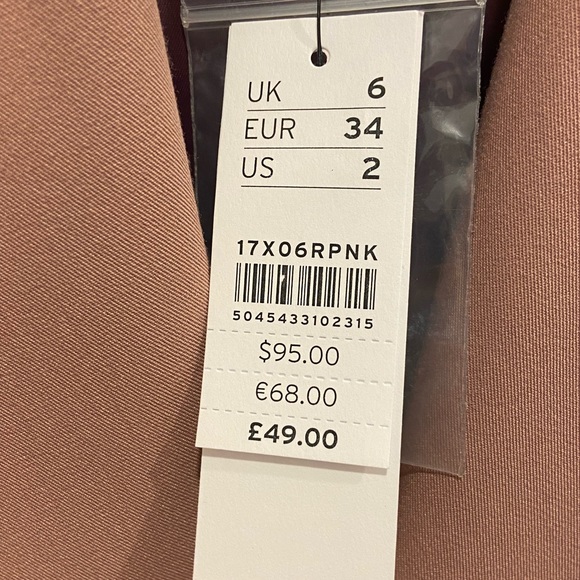 UK 6
EUR 34
US 2
17X06RPNK
5045433102315
$95.00
€68.00
£49.00